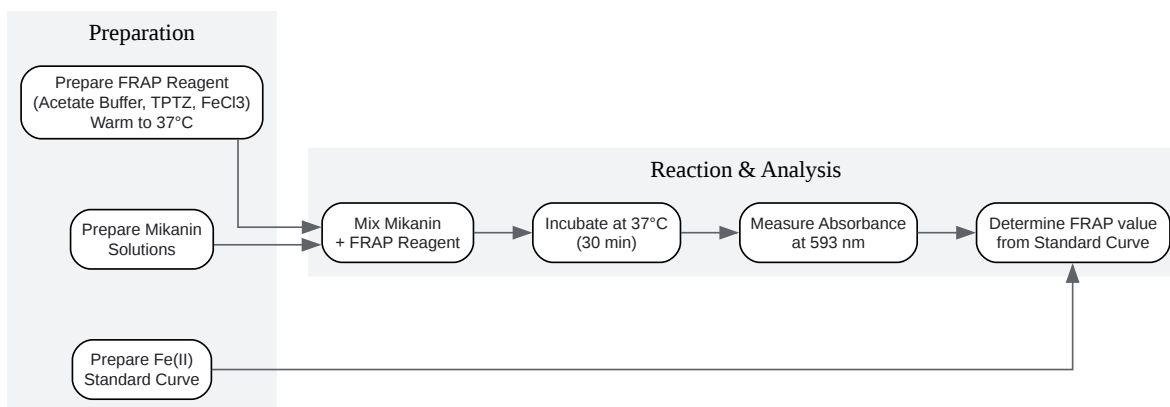 Preparation
Prepare FRAP Reagent
(Acetate Buffer, TPTZ, FeCl3)
Warm to 37°C
Reaction & Analysis
Prepare Mikanin
Solutions
Mix Mikanin
+ FRAP Reagent
Incubate at 37°C
(30 min)
Measure Absorbance
at 593 nm
Determine FRAP value
from Standard Curve
Prepare Fe(II)
Standard Curve